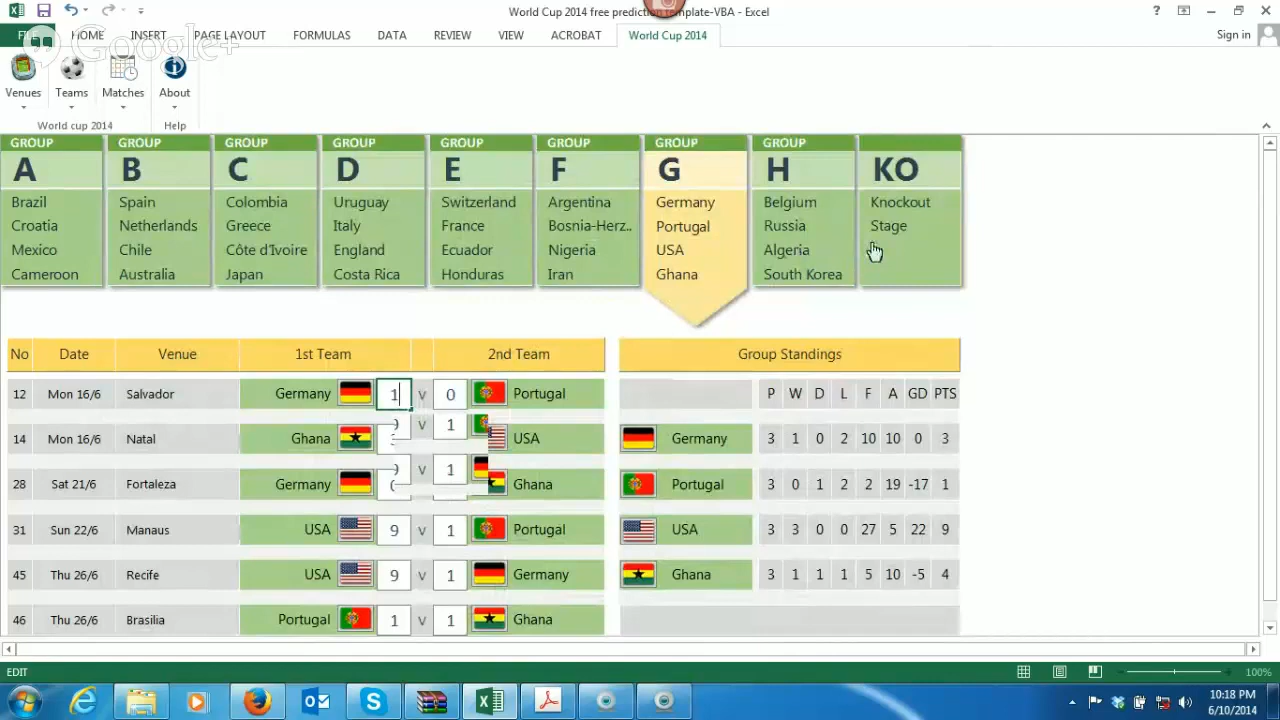 World Cup 2014 free prediction template-VBA - Excel
FILE HOME INSERT PAGE LAYOUT FORMULAS DATA REVIEW VIEW ACROBAT World Cup 2014 Sign in
Google+
Venues Teams Matches About
World cup 2014 Help
GROUP GROUP GROUP GROUP GROUP GROUP GROUP GROUP
A B C D E F G H KO
Brazil Spain Colombia Uruguay Switzerland Argentina Germany Belgium Knockout
Croatia Netherlands Greece Italy France Bosnia-Herz.. Portugal Russia Stage
Mexico Chile Côte d'Ivoire England Ecuador Nigeria USA Algeria
Cameroon Australia Japan Costa Rica Honduras Iran Ghana South Korea
No Date Venue 1st Team 2nd Team Group Standings
12 Mon 16/6 Salvador Germany 1 v 0 Portugal P W D L F A GD PTS
1
14 Mon 16/6 Natal Ghana USA Germany 3 1 0 2 10 10 0 3
1
28 Sat 21/6 Fortaleza Germany Ghana Portugal 3 0 1 2 2 19 -17 1
31 Sun 22/6 Manaus USA 9 v 1 Portugal USA 3 3 0 0 27 5 22 9
45 Thu 26/6 Recife USA 9 v 1 Germany Ghana 3 1 1 1 5 10 -5 4
46 Thu 26/6 Brasilia Portugal 1 v 1 Ghana
EDIT 100%
10:18 PM
6/10/2014